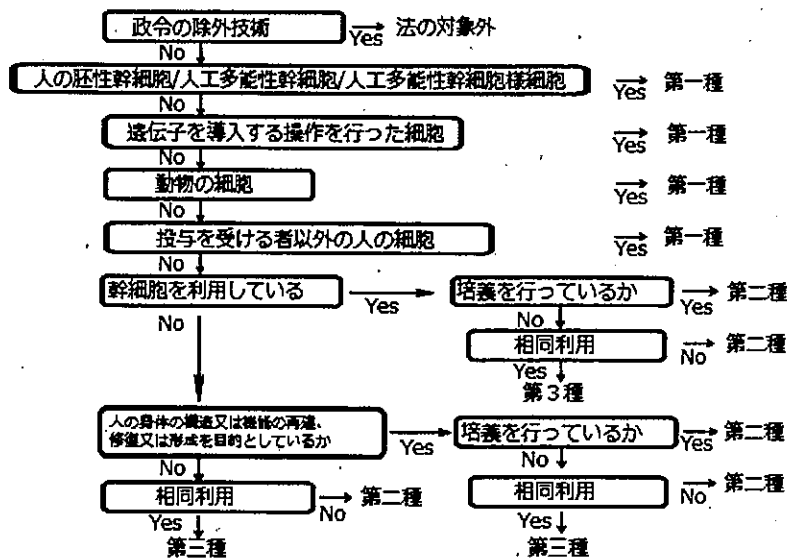 政令の除外技術
Yes
法の対象外
No
人の胚性幹細胞/人工多能性幹細胞/人工多能性幹細胞様細胞
Yes
第一種
No
遺伝子を導入する操作を行った細胞
Yes
第一種
No
動物の細胞
Yes
第一種
No
投与を受ける者以外の人の細胞
Yes
第一種
No
幹細胞を利用している
Yes
培義を行っているか
Yes
第二種
No
No
相同利用
No
第二種
Yes
第3種
人の身体の構造又は機能の再建、
修復又は形成を目的としているか
Yes
培義を行っているか
Yes
第二種
No
No
相同利用
No
第二種
相同利用
No
第二種
Yes
第三種
Yes
第三種